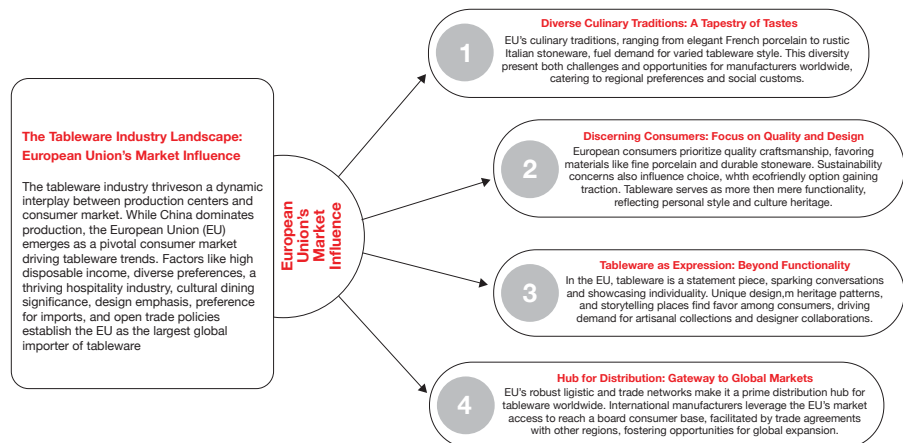 The Tableware Industry Landscape:
European Union's Market Influence
The tableware industry thriveson a dynamic
interplay between production centers and
consumer market. While China dominates
production, the European Union (EU)
emerges as a pivotal consumer market
driving tableware trends. Factors like high
disposable income, diverse preferences, a
thriving hospitality industry, cultural dining
significance, design emphasis, preference
for imports, and open trade policies
establish the EU as the largest global
importer of tableware
European
Union's
Market
Influence
1
Diverse Culinary Traditions: A Tapestry of Tastes
EU's culinary traditions, ranging from elegant French porcelain to rustic
Italian stoneware, fuel demand for varied tableware style. This diversity
present both challenges and opportunities for manufacturers worldwide,
catering to regional preferences and social customs.
2
Discerning Consumers: Focus on Quality and Design
European consumers prioritize quality craftsmanship, favoring
materials like fine porcelain and durable stoneware. Sustainability
concerns also influence choice, whth ecofriendly option gaining
traction. Tableware serves as more then mere functionality,
reflecting personal style and culture heritage.
3
Tableware as Expression: Beyond Functionality
In the EU, tableware is a statement piece, sparking conversations
and showcasing individuality. Unique design,m heritage patterns,
and storytelling places find favor among consumers, driving
demand for artisanal collections and designer collaborations.
4
Hub for Distribution: Gateway to Global Markets
EU's robust ligistic and trade networks make it a prime distribution hub for
tableware worldwide. International manufacturers leverage the EU's market
access to reach a board consumer base, facilitated by trade agreements
with other regions, fostering opportunities for global expansion.